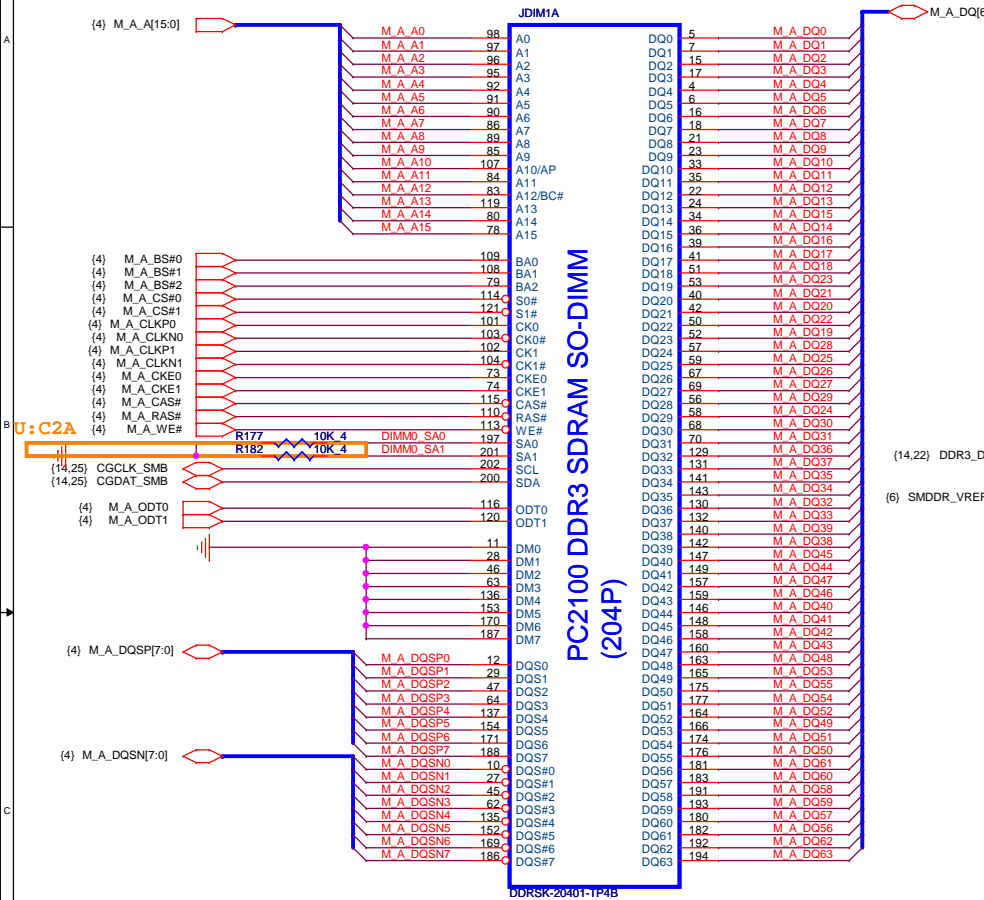 JDIM1A
{4} M_A_A[15:0]
M_A_A0 98 A0
M_A_A1 97 A1
M_A_A2 96 A2
M_A_A3 95 A3
M_A_A4 92 A4
M_A_A5 91 A5
M_A_A6 90 A6
M_A_A7 86 A7
M_A_A8 89 A8
M_A_A9 85 A9
M_A_A10 107 A10/AP
M_A_A11 84 A11
M_A_A12 83 A12/BC#
M_A_A13 119 A13
M_A_A14 80 A14
M_A_A15 78 A15
{4} M_A_BS#0 109 BA0
{4} M_A_BS#1 108 BA1
{4} M_A_BS#2 79 BA2
{4} M_A_CS#0 114 S0#
{4} M_A_CS#1 121 S1#
{4} M_A_CLKP0 101 CK0
{4} M_A_CLKN0 103 CK0#
{4} M_A_CLKP1 102 CK1
{4} M_A_CLKN1 104 CK1#
{4} M_A_CKE0 73 CKE0
{4} M_A_CKE1 74 CKE1
{4} M_A_CAS# 115 CAS#
{4} M_A_RAS# 110 RAS#
{4} M_A_WE# 113 WE#
U:C2A
R177 10K_4 DIMM0_SA0 197 SA0
R182 10K_4 DIMM0_SA1 201 SA1
{14,25} CGCLK_SMB 202 SCL
{14,25} CGDAT_SMB 200 SDA
{4} M_A_ODT0 116 ODT0
{4} M_A_ODT1 120 ODT1
11 DM0
28 DM1
46 DM2
63 DM3
136 DM4
153 DM5
170 DM6
187 DM7
{4} M_A_DQSP[7:0]
M_A_DQSP0 12 DQS0
M_A_DQSP1 29 DQS1
M_A_DQSP2 47 DQS2
M_A_DQSP3 64 DQS3
M_A_DQSP4 137 DQS4
M_A_DQSP5 154 DQS5
M_A_DQSP6 171 DQS6
M_A_DQSP7 188 DQS7
{4} M_A_DQSN[7:0]
M_A_DQSN0 10 DQS#0
M_A_DQSN1 27 DQS#1
M_A_DQSN2 45 DQS#2
M_A_DQSN3 62 DQS#3
M_A_DQSN4 135 DQS#4
M_A_DQSN5 152 DQS#5
M_A_DQSN6 169 DQS#6
M_A_DQSN7 186 DQS#7
PC2100 DDR3 SDRAM SO-DIMM
(204P)
DQ0 5 M_A_DQ0
DQ1 7 M_A_DQ1
DQ2 15 M_A_DQ2
DQ3 17 M_A_DQ3
DQ4 4 M_A_DQ4
DQ5 6 M_A_DQ5
DQ6 16 M_A_DQ6
DQ7 18 M_A_DQ7
DQ8 21 M_A_DQ8
DQ9 23 M_A_DQ9
DQ10 33 M_A_DQ10
DQ11 35 M_A_DQ11
DQ12 22 M_A_DQ12
DQ13 24 M_A_DQ13
DQ14 34 M_A_DQ15
DQ15 36 M_A_DQ14
DQ16 39 M_A_DQ16
DQ17 41 M_A_DQ17
DQ18 51 M_A_DQ18
DQ19 53 M_A_DQ23
DQ20 40 M_A_DQ21
DQ21 42 M_A_DQ20
DQ22 50 M_A_DQ22
DQ23 52 M_A_DQ19
DQ24 57 M_A_DQ28
DQ25 59 M_A_DQ25
DQ26 67 M_A_DQ26
DQ27 69 M_A_DQ27
DQ28 56 M_A_DQ29
DQ29 58 M_A_DQ24
DQ30 68 M_A_DQ30
DQ31 70 M_A_DQ31
DQ32 129 M_A_DQ36
DQ33 131 M_A_DQ37
DQ34 141 M_A_DQ35
DQ35 143 M_A_DQ34
DQ36 130 M_A_DQ32
DQ37 132 M_A_DQ33
DQ38 140 M_A_DQ39
DQ39 142 M_A_DQ38
DQ40 147 M_A_DQ45
DQ41 149 M_A_DQ44
DQ42 157 M_A_DQ47
DQ43 159 M_A_DQ46
DQ44 146 M_A_DQ40
DQ45 148 M_A_DQ41
DQ46 158 M_A_DQ42
DQ47 160 M_A_DQ43
DQ48 163 M_A_DQ48
DQ49 165 M_A_DQ53
DQ50 175 M_A_DQ55
DQ51 177 M_A_DQ54
DQ52 164 M_A_DQ52
DQ53 166 M_A_DQ49
DQ54 174 M_A_DQ51
DQ55 176 M_A_DQ50
DQ56 181 M_A_DQ61
DQ57 183 M_A_DQ60
DQ58 191 M_A_DQ58
DQ59 193 M_A_DQ59
DQ60 180 M_A_DQ57
DQ61 182 M_A_DQ56
DQ62 192 M_A_DQ62
DQ63 194 M_A_DQ63
DDRSK-20401-TP4B
M_A_DQ[6
{14,22} DDR3_D
{6} SMDDR_VREF
A
B
C